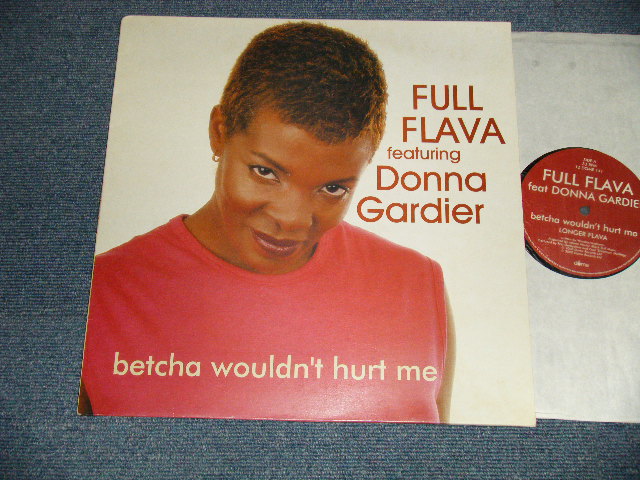 FULL
FLAVA
featuring
Donna
Gardier
betcha wouldn't hurt me
FULL FLAVA
feat DONNA GARDIE
betcha wouldn't hurt me
LONGER FLAVA